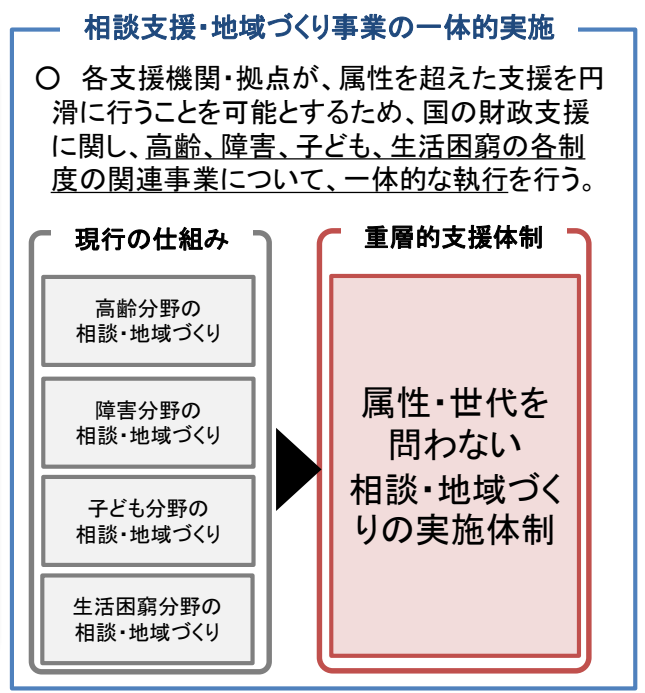 相談支援・地域づくり事業の一体的実施
○ 各支援機関・拠点が、属性を超えた支援を円
滑に行うことを可能とするため、国の財政支援
に関し、高齢、障害、子ども、生活困窮の各制
度の関連事業について、一体的な執行を行う。
現行の仕組み
高齢分野の
相談・地域づくり
障害分野の
相談・地域づくり
子ども分野の
相談・地域づくり
生活困窮分野の
相談・地域づくり
重層的支援体制
属性・世代を
問わない
相談・地域づく
りの実施体制